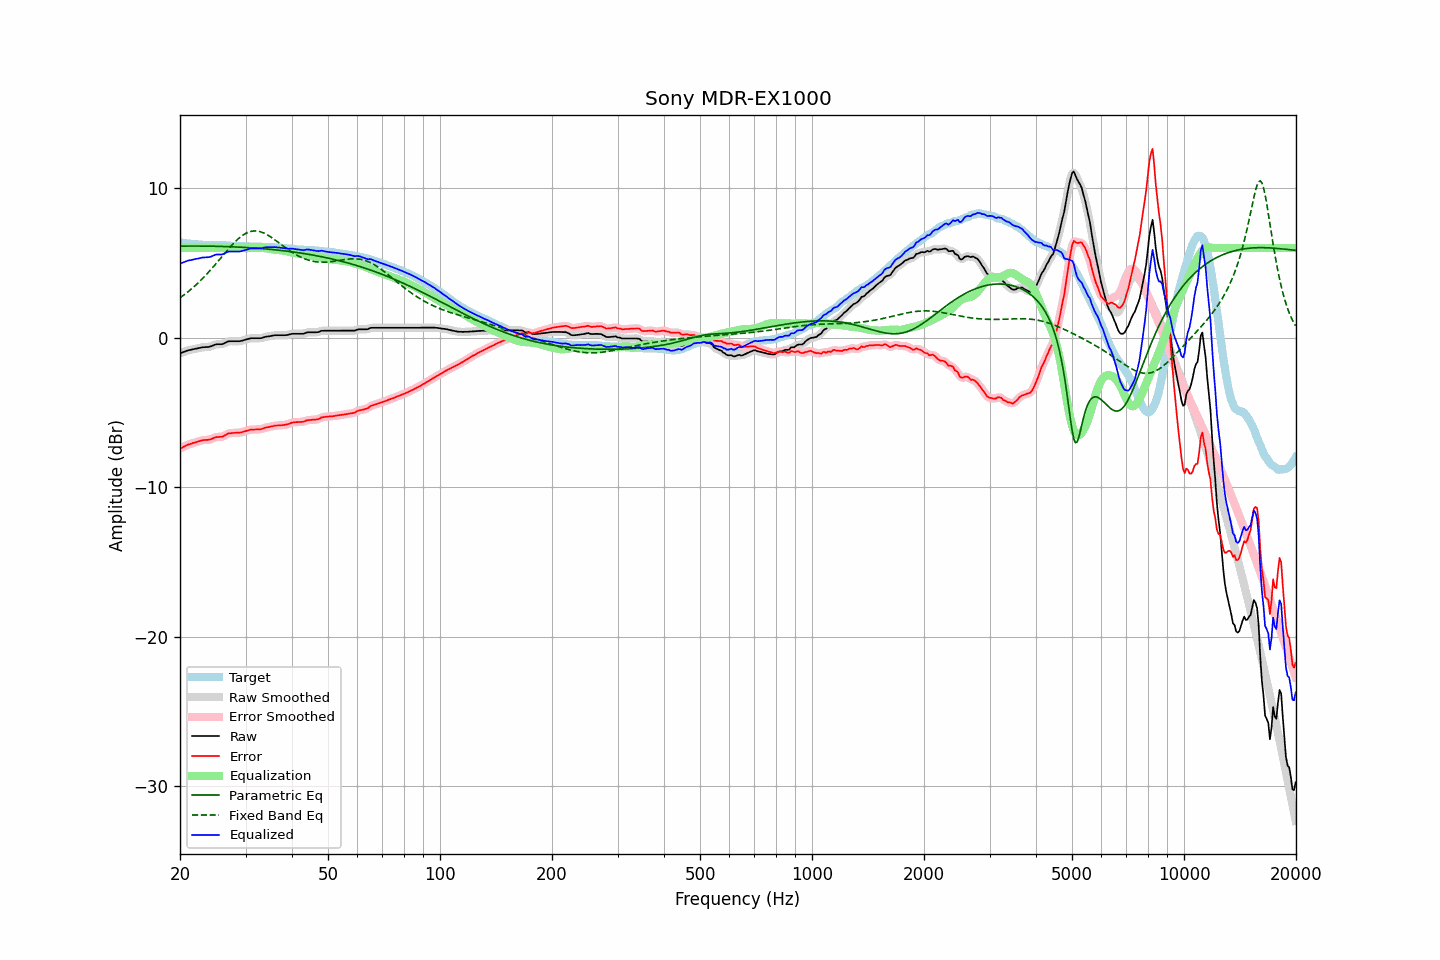 Sony MDR-EX1000
Amplitude (dBr)
10
0
−10
−20
−30
Target
Raw Smoothed
Error Smoothed
Raw
Error
Equalization
Parametric Eq
Fixed Band Eq
Equalized
20 50 100 200 500 1000 2000 5000 10000 20000
Frequency (Hz)